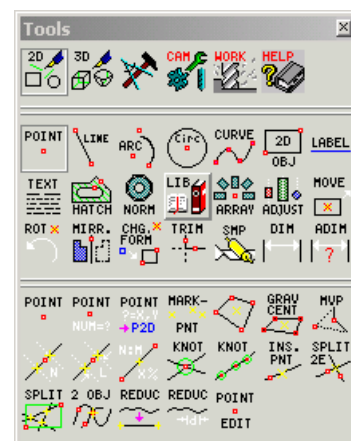 Tools
2D 3D CAM WORK. HELP
POINT LINE ARC Circ CURVE 2D OBJ LABEL
TEXT HATCH NORM LIB ARRAY ADJUST MOVE
ROT MIRR. CHG. FORM TRIM SMP DIM ADIM
?
POINT POINT NUM=? POINT ?=X,Y P2D MARK-PNT GRAV CENT MVP
N L N:M X% KNOT KNOT INS. PNT SPLIT 2E
SPLIT 2 OBJ REDUC REDUC POINT EDIT